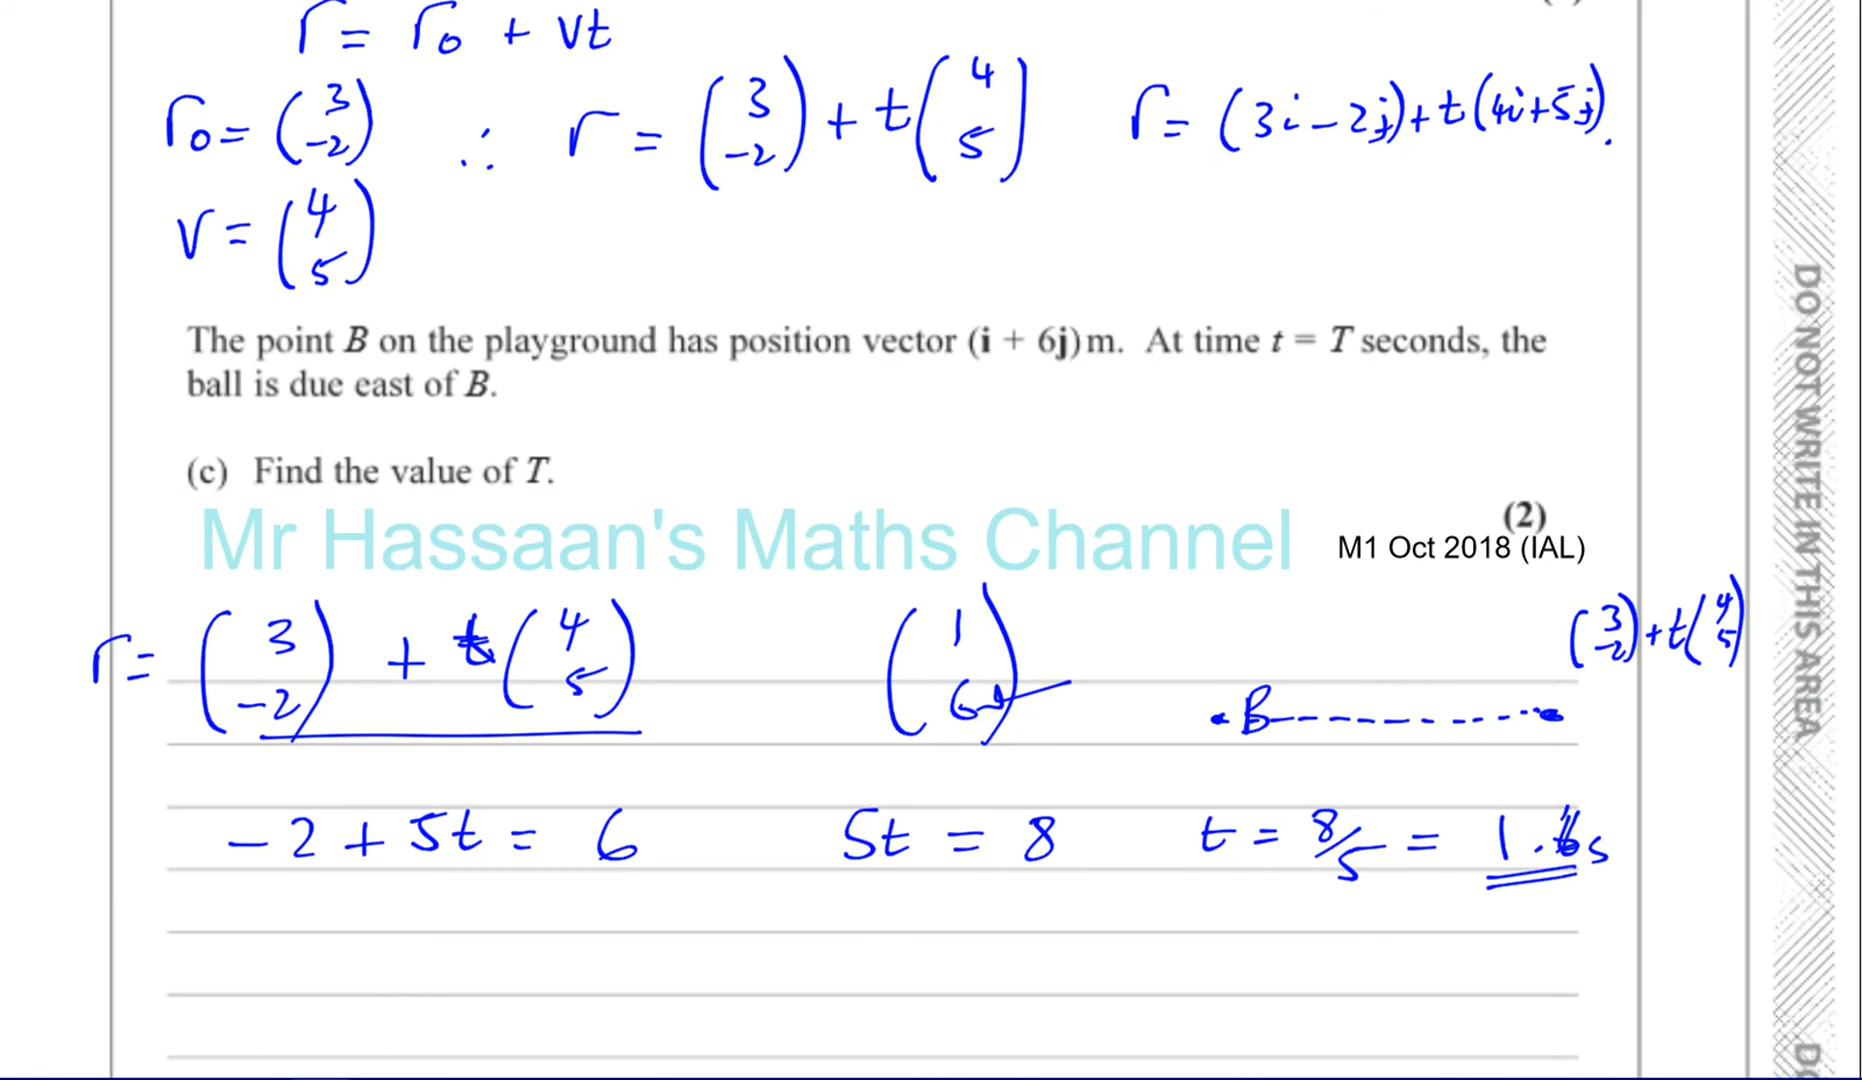 r = r₀ + vt
r₀ = (3 -2) ∴ r = (3 -2) + t(4 5) r = (3i - 2j) + t(4i + 5j).
v = (4 5)
The point B on the playground has position vector (i + 6j) m. At time t = T seconds, the
ball is due east of B.
(c) Find the value of T.
(2)
Mr Hassaan's Maths Channel M1 Oct 2018 (IAL)
r = (3 -2) + t(4 5) (1 6) B (3 -2) + t(4 5)
-2 + 5t = 6 5t = 8 t = 8/5 = 1.6s
DO NOT WRITE IN THIS AREA